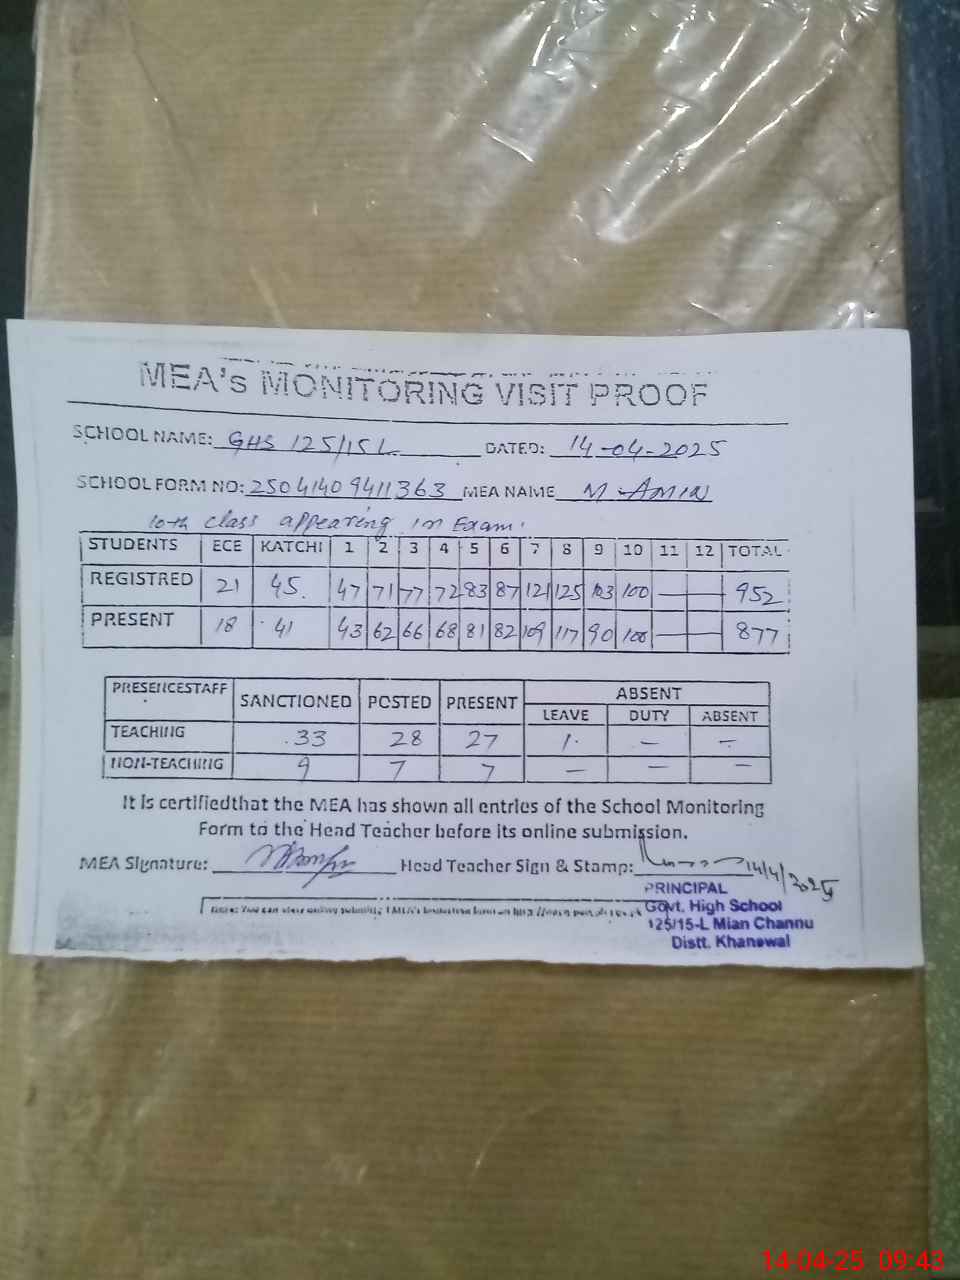 MEA's MONITORING VISIT PROOF
SCHOOL NAME: GHS 125/15 L DATED: 14-04-2025
SCHOOL FORM NO: 25041409411363 MEA NAME M. AMIN
10th class appearing in Exam.
STUDENTS ECE KATCHI 1 2 3 4 5 6 7 8 9 10 11 12 TOTAL
REGISTRED 21 45 47 71 77 72 83 87 121 125 103 100 — — 952
PRESENT 18 41 43 62 66 68 81 82 109 117 90 100 — — 877
PRESENCESTAFF SANCTIONED POSTED PRESENT ABSENT
LEAVE DUTY ABSENT
TEACHING 33 28 27 1 — —
NON-TEACHING 9 7 7 — — —
It is certifiedthat the MEA has shown all entries of the School Monitoring
Form to the Head Teacher before its online submission.
MEA Signature: Head Teacher Sign & Stamp: 14/4/2025
PRINCIPAL
Govt. High School
125/15-L Mian Channu
Distt. Khanewal
14-04-25 09:43